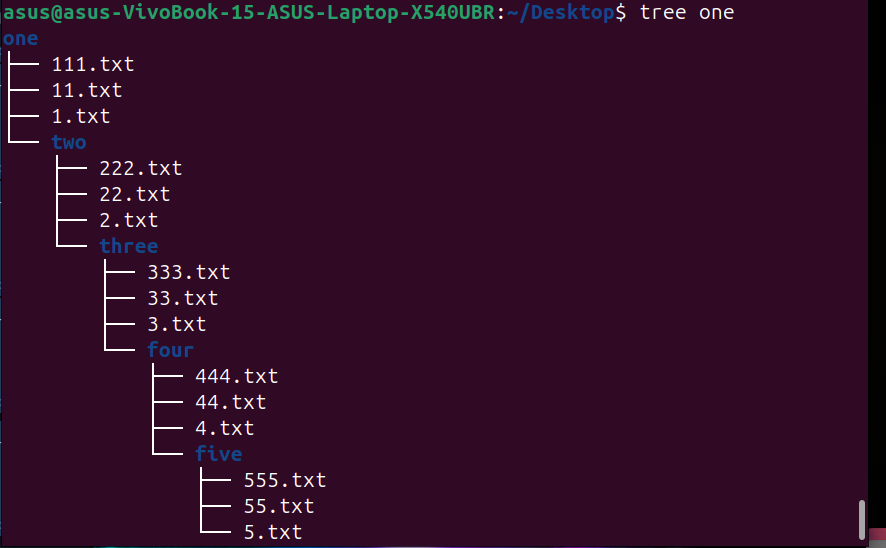 asus@asus-VivoBook-15-ASUS-Laptop-X540UBR:~/Desktop$ tree one
one
├── 111.txt
├── 11.txt
├── 1.txt
└── two
    ├── 222.txt
    ├── 22.txt
    ├── 2.txt
    └── three
        ├── 333.txt
        ├── 33.txt
        ├── 3.txt
        └── four
            ├── 444.txt
            ├── 44.txt
            ├── 4.txt
            └── five
                ├── 555.txt
                ├── 55.txt
                └── 5.txt